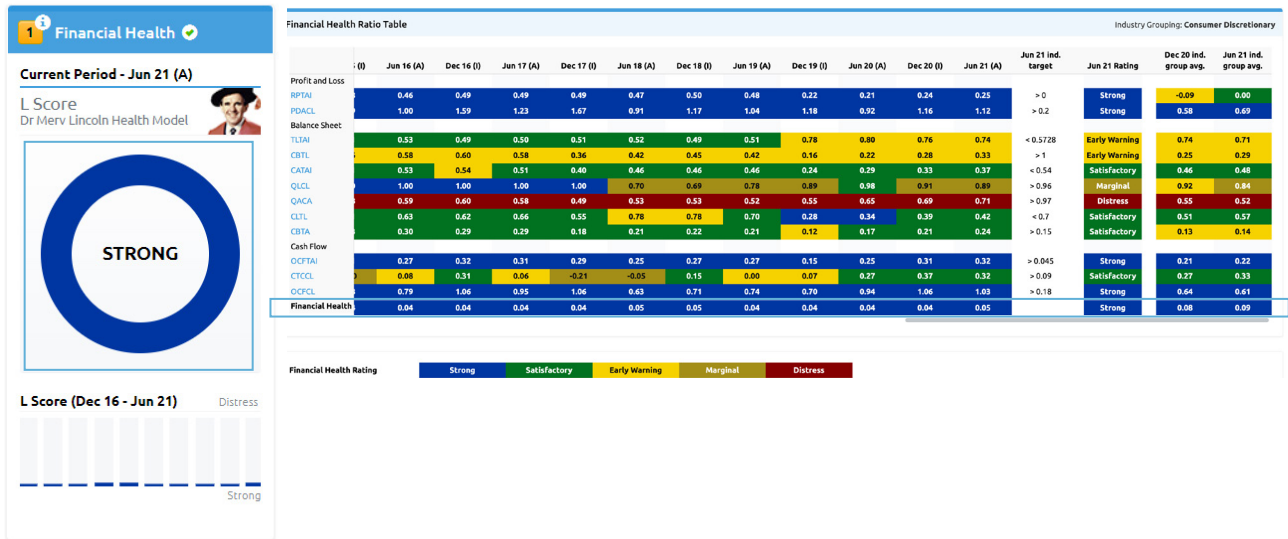 1 i Financial Health
Current Period - Jun 21 (A)
L Score
Dr Merv Lincoln Health Model
STRONG
L Score (Dec 16 - Jun 21) Distress
Strong
Financial Health Ratio Table Industry Grouping: Consumer Discretionary
(I) Jun 16 (A) Dec 16 (I) Jun 17 (A) Dec 17 (I) Jun 18 (A) Dec 18 (I) Jun 19 (A) Dec 19 (I) Jun 20 (A) Dec 20 (I) Jun 21 (A) Jun 21 ind. target Jun 21 Rating Dec 20 ind. group avg. Jun 21 ind. group avg.
Profit and Loss
RPTAI 0.46 0.49 0.49 0.49 0.47 0.50 0.48 0.22 0.21 0.24 0.25 > 0 Strong -0.09 0.00
PDACL 1.00 1.59 1.23 1.67 0.91 1.17 1.04 1.18 0.92 1.16 1.12 > 0.2 Strong 0.58 0.69
Balance Sheet
TLTAI 0.53 0.49 0.50 0.51 0.52 0.49 0.51 0.78 0.80 0.76 0.74 < 0.5728 Early Warning 0.74 0.71
CBTL 0.58 0.60 0.58 0.36 0.42 0.45 0.42 0.16 0.22 0.28 0.33 > 1 Early Warning 0.25 0.29
CATAI 0.53 0.54 0.51 0.40 0.46 0.46 0.46 0.24 0.29 0.33 0.37 < 0.54 Satisfactory 0.46 0.48
QLCL 1.00 1.00 1.00 1.00 0.70 0.69 0.78 0.89 0.98 0.91 0.89 > 0.96 Marginal 0.92 0.84
QACA 0.59 0.60 0.58 0.49 0.53 0.53 0.52 0.55 0.65 0.69 0.71 > 0.97 Distress 0.55 0.52
CLTL 0.63 0.62 0.66 0.55 0.78 0.78 0.70 0.28 0.34 0.39 0.42 < 0.7 Satisfactory 0.51 0.57
CBTA 0.30 0.29 0.29 0.18 0.21 0.22 0.21 0.12 0.17 0.21 0.24 > 0.15 Satisfactory 0.13 0.14
Cash Flow
OCFTAI 0.27 0.32 0.31 0.29 0.25 0.27 0.27 0.15 0.25 0.31 0.32 > 0.045 Strong 0.21 0.22
CTCCL 0.08 0.31 0.06 -0.21 -0.05 0.15 0.00 0.07 0.27 0.37 0.32 > 0.09 Satisfactory 0.27 0.33
OCFCL 0.79 1.06 0.95 1.06 0.63 0.71 0.74 0.70 0.94 1.06 1.03 > 0.18 Strong 0.64 0.61
Financial Health 0.04 0.04 0.04 0.04 0.05 0.05 0.04 0.04 0.04 0.04 0.05 Strong 0.08 0.09
Financial Health Rating Strong Satisfactory Early Warning Marginal Distress